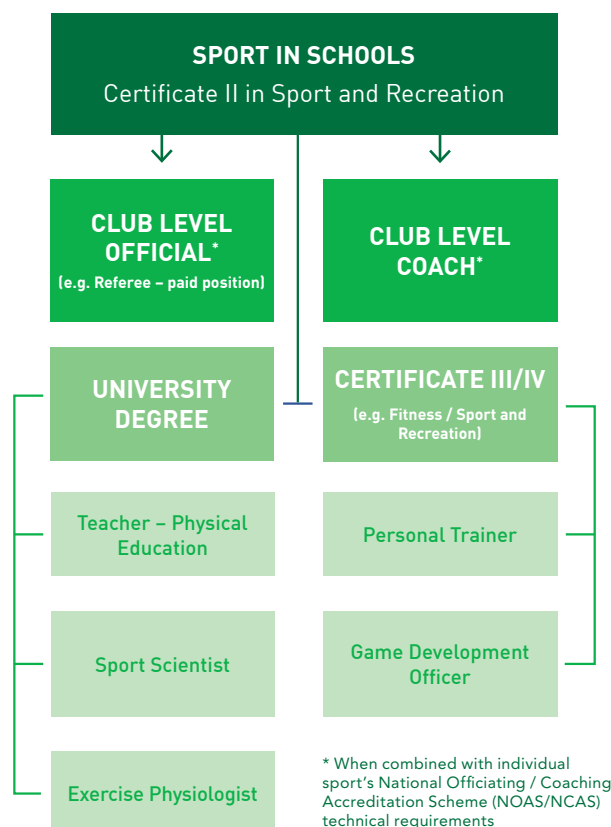 SPORT IN SCHOOLS
Certificate II in Sport and Recreation
CLUB LEVEL
OFFICIAL*
(e.g. Referee – paid position)
CLUB LEVEL
COACH*
UNIVERSITY
DEGREE
CERTIFICATE III/IV
(e.g. Fitness / Sport and
Recreation)
Teacher – Physical
Education
Personal Trainer
Sport Scientist
Game Development
Officer
Exercise Physiologist
* When combined with individual
sport's National Officiating / Coaching
Accreditation Scheme (NOAS/NCAS)
technical requirements